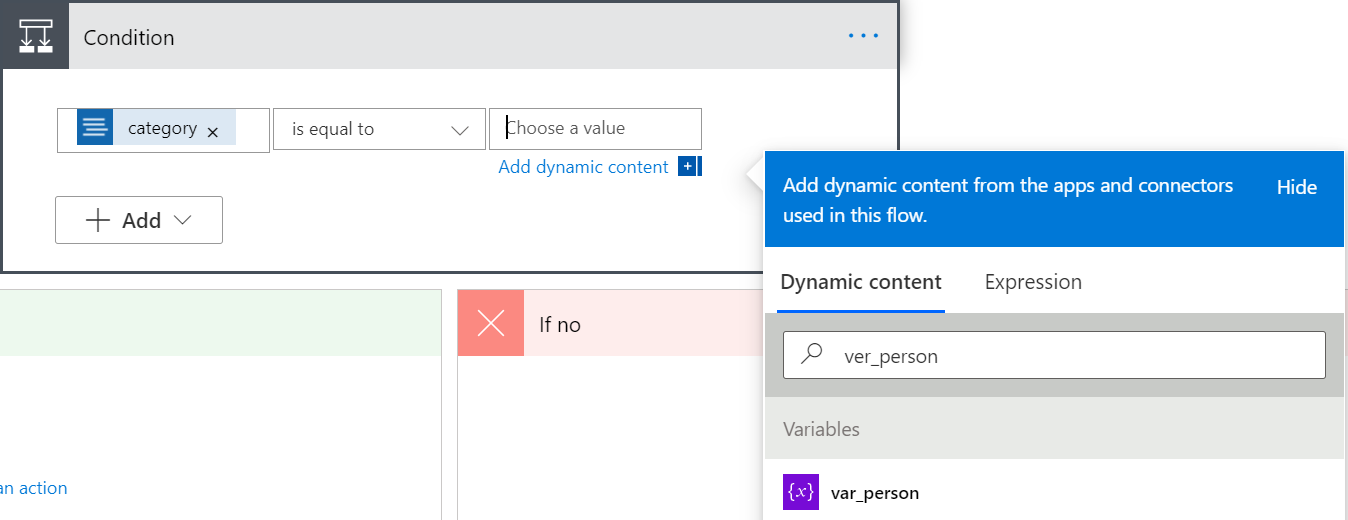 Condition
...
category ×
is equal to
Choose a value
Add dynamic content
+ Add
Add dynamic content from the apps and connectors
used in this flow.
Hide
Dynamic content
Expression
If no
ver_person
Variables
an action
{x} var_person